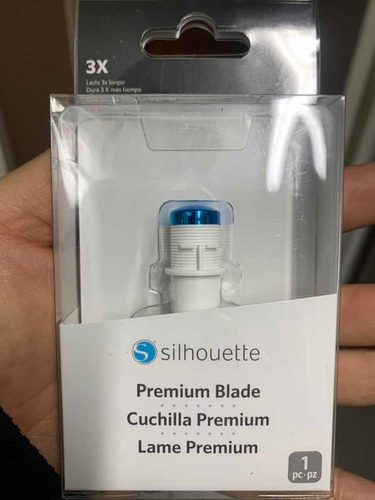 3X
Lasts 3x longer
Dura 3 X más tiempo
S silhouette
Premium Blade
Cuchilla Premium
Lame Premium
1
pc·pz